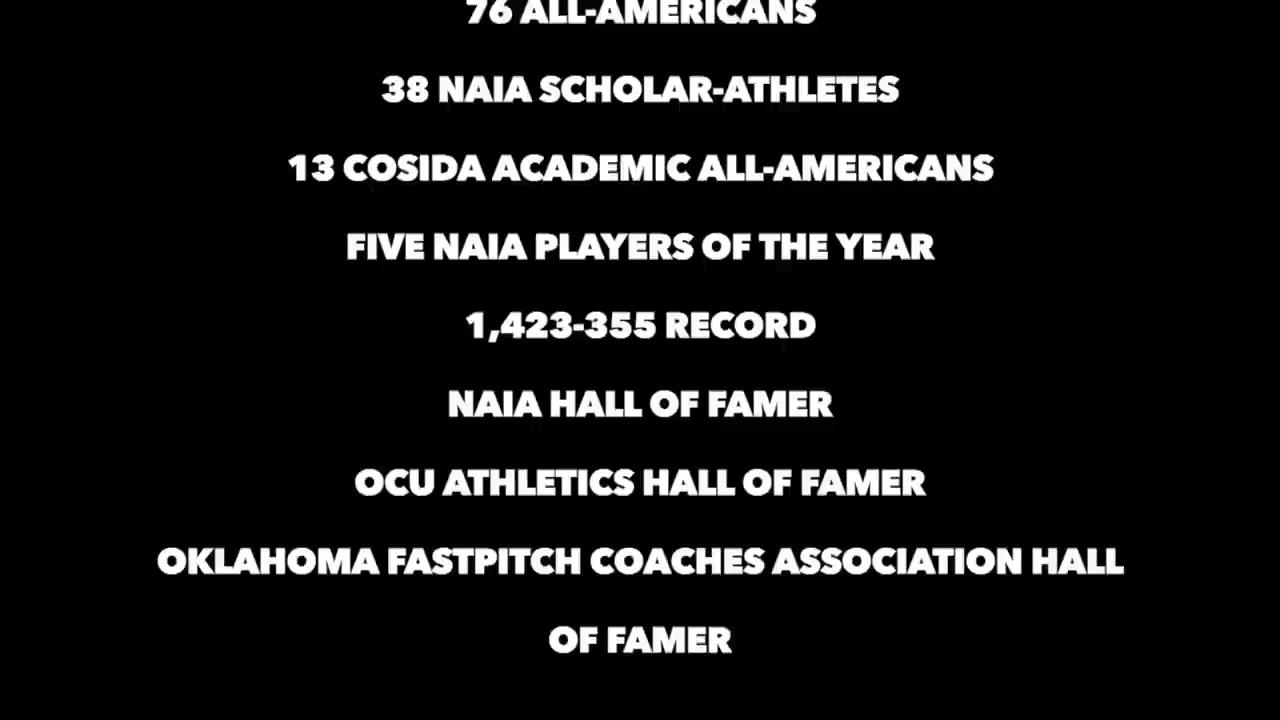 76 ALL-AMERICANS
38 NAIA SCHOLAR-ATHLETES
13 COSIDA ACADEMIC ALL-AMERICANS
FIVE NAIA PLAYERS OF THE YEAR
1,423-355 RECORD
NAIA HALL OF FAMER
OCU ATHLETICS HALL OF FAMER
OKLAHOMA FASTPITCH COACHES ASSOCIATION HALL
OF FAMER